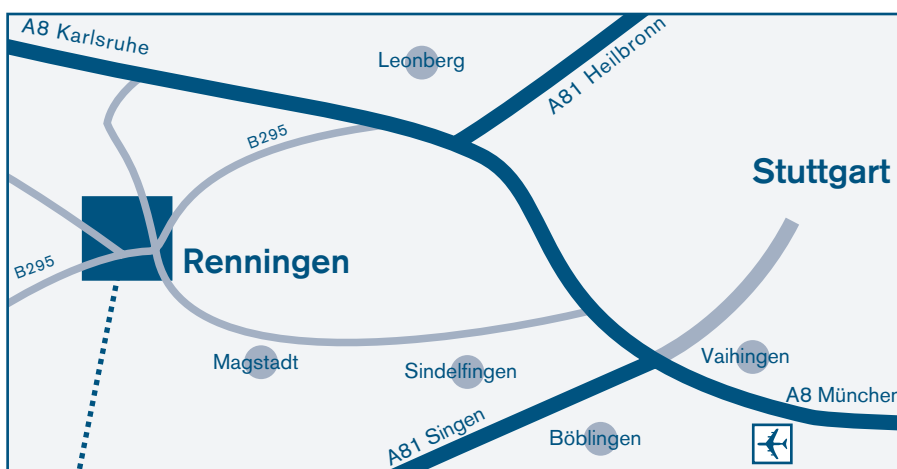 A8 Karlsruhe
Leonberg
A81 Heilbronn
B295
Stuttgart
B295
Renningen
Magstadt
Sindelfingen
Vaihingen
A8 München
A81 Singen
Böblingen